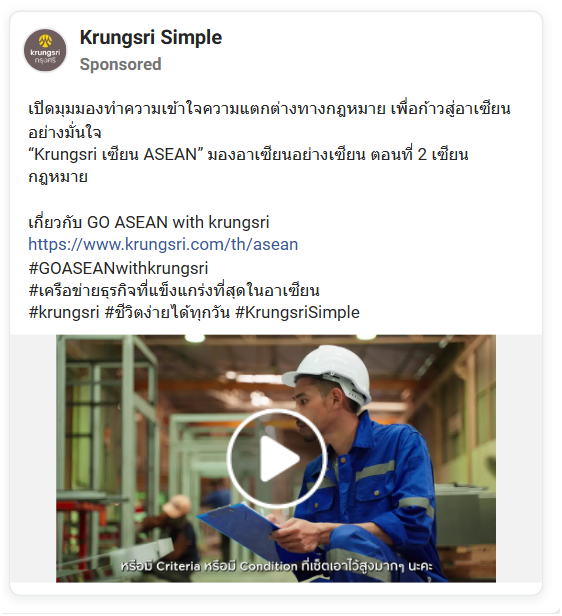 Krungsri Simple
krungsri
กรุงศรี
Sponsored
เปิดมุมมองทำความเข้าใจความแตกต่างทางกฎหมาย เพื่อก้าวสู่อาเซียน
อย่างมั่นใจ
“Krungsri เซียน ASEAN” มองอาเซียนอย่างเซียน ตอนที่ 2 เซียน
กฎหมาย
เกี่ยวกับ GO ASEAN with krungsri
https://www.krungsri.com/th/asean
#GOASEANwithkrungsri
#เครือข่ายธุรกิจที่แข็งแกร่งที่สุดในอาเซียน
#krungsri #ชีวิตง่ายได้ทุกวัน #KrungsriSimple
หรือมี Criteria หรือมี Condition ที่เซ็ตเอาไว้สูงมากๆ นะคะ